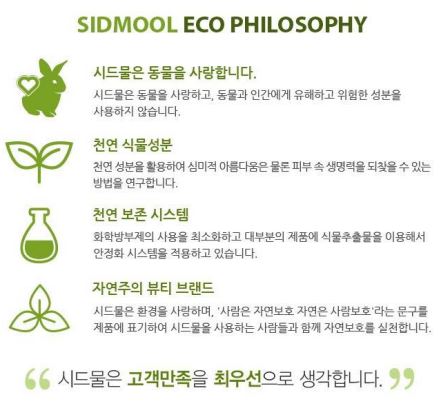 SIDMOOL ECO PHILOSOPHY
시드물은 동물을 사랑합니다.
시드물은 동물을 사랑하고, 동물과 인간에게 유해하고 위험한 성분을
사용하지 않습니다.
천연 식물성분
천연 성분을 활용하여 심미적 아름다움은 물론 피부 속 생명력을 되찾을 수 있는
방법을 연구합니다.
천연 보존 시스템
화학방부제의 사용을 최소화하고 대부분의 제품에 식물추출물을 이용해서
안정화 시스템을 적용하고 있습니다.
자연주의 뷰티 브랜드
시드물은 환경을 사랑하며, '사람은 자연보호 자연은 사람보호'라는 문구를
제품에 표기하여 시드물을 사용하는 사람들과 함께 자연보호를 실천합니다.
“ 시드물은 고객만족을 최우선으로 생각합니다. ”